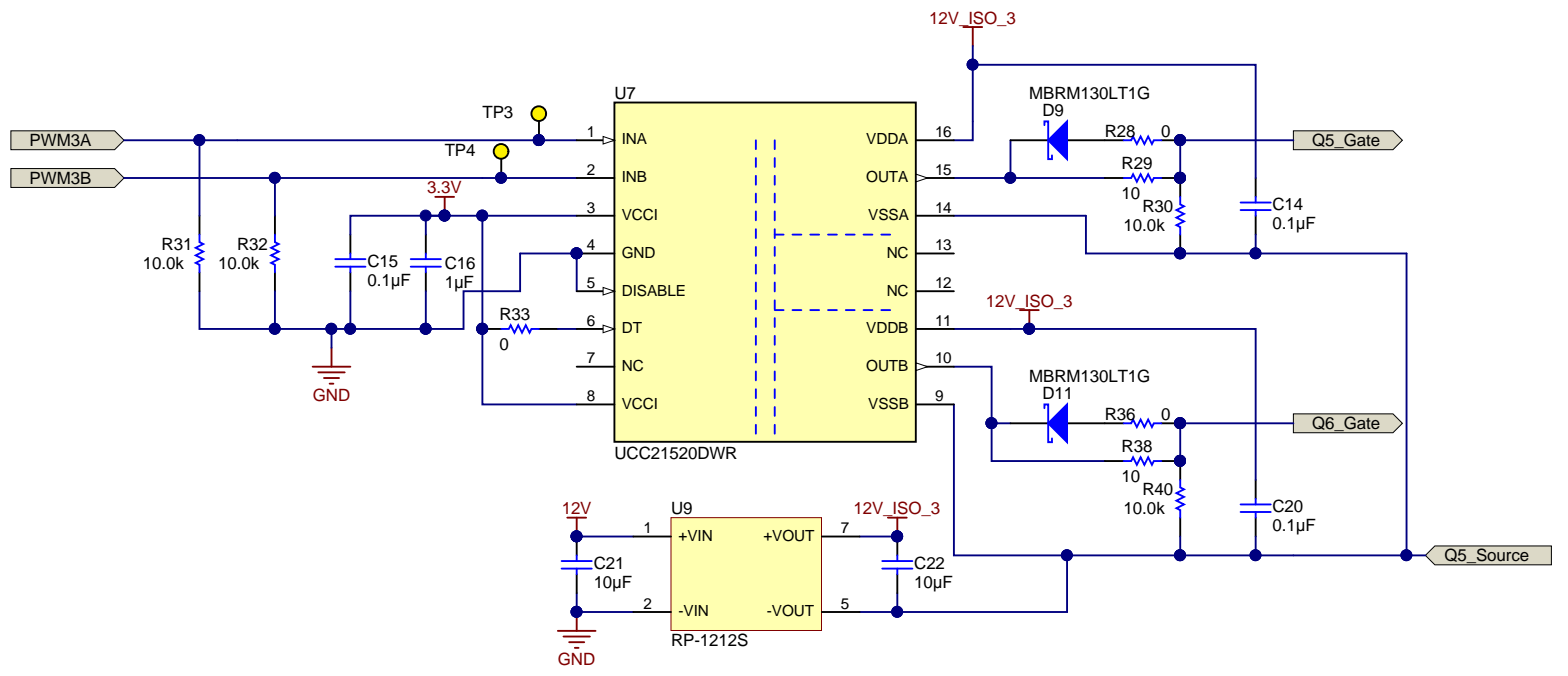 12V_ISO_3
U7
MBRM130LT1G
D9
TP3
R28 0
PWM3A
1 INA
VDDA 16
Q5_Gate
TP4
R29
PWM3B
2 INB
OUTA 15
10
3.3V
R30
10.0k
3 VCCI
VSSA 14
C14
0.1µF
R31
10.0k
R32
10.0k
4 GND
NC 13
C15
0.1µF
C16
1µF
5 DISABLE
NC 12
12V_ISO_3
R33
0
6 DT
VDDB 11
7 NC
OUTB 10
GND
MBRM130LT1G
D11
8 VCCI
VSSB 9
R36 0
Q6_Gate
UCC21520DWR
R38
10
R40
10.0k
12V
U9
12V_ISO_3
C20
0.1µF
1 +VIN
+VOUT 7
C21
10µF
C22
10µF
Q5_Source
2 -VIN
-VOUT 5
RP-1212S
GND